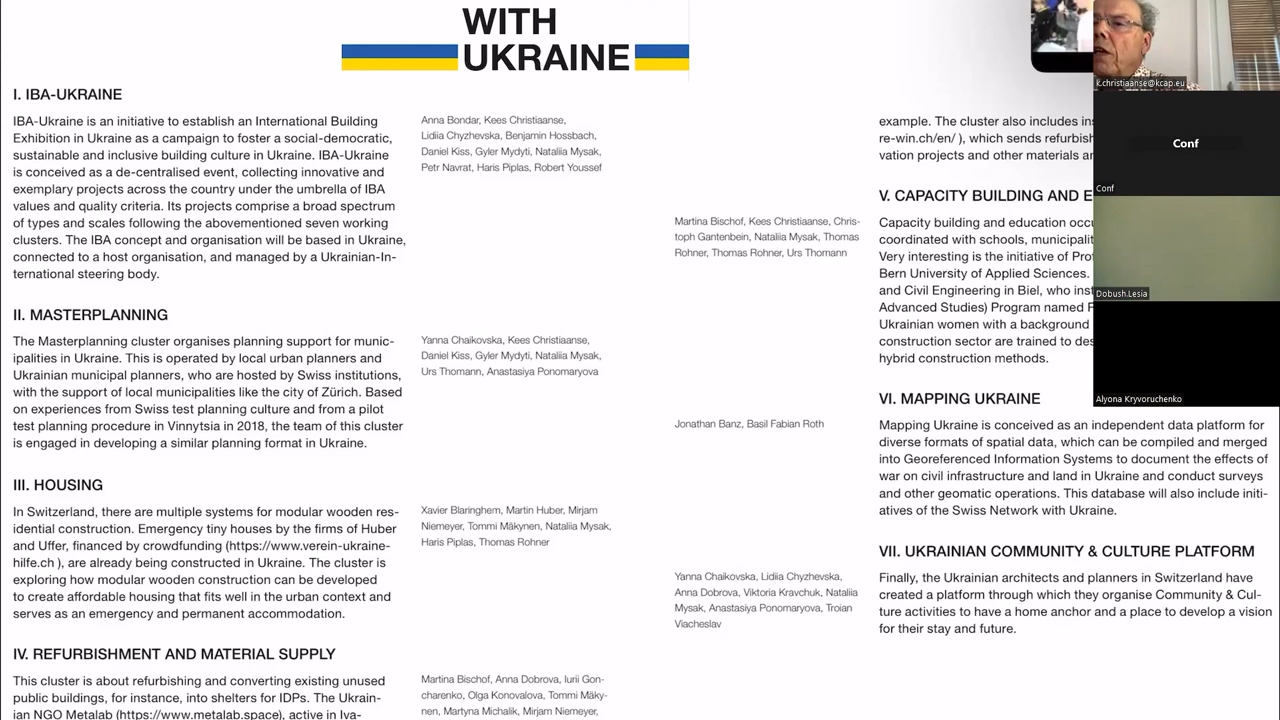 WITH
UKRAINE
I. IBA-UKRAINE
IBA-Ukraine is an initiative to establish an International Building
Exhibition in Ukraine as a campaign to foster a social-democratic,
sustainable and inclusive building culture in Ukraine. IBA-Ukraine
is conceived as a de-centralised event, collecting innovative and
exemplary projects across the country under the umbrella of IBA
values and quality criteria. Its projects comprise a broad spectrum
of types and scales following the abovementioned seven working
clusters. The IBA concept and organisation will be based in Ukraine,
connected to a host organisation, and managed by a Ukrainian-In-
ternational steering body.
Anna Bondar, Kees Christiaanse,
Lidiia Chyzhevska, Benjamin Hossbach,
Daniel Kiss, Gyler Mydyti, Nataliia Mysak,
Petr Navrat, Haris Piplas, Robert Youssef
II. MASTERPLANNING
The Masterplanning cluster organises planning support for munic-
ipalities in Ukraine. This is operated by local urban planners and
Ukrainian municipal planners, who are hosted by Swiss institutions,
with the support of local municipalities like the city of Zürich. Based
on experiences from Swiss test planning culture and from a pilot
test planning procedure in Vinnytsia in 2018, the team of this cluster
is engaged in developing a similar planning format in Ukraine.
Yanna Chaikovska, Kees Christiaanse,
Daniel Kiss, Gyler Mydyti, Nataliia Mysak,
Urs Thomann, Anastasiya Ponomaryova
III. HOUSING
In Switzerland, there are multiple systems for modular wooden res-
idential construction. Emergency tiny houses by the firms of Huber
and Uffer, financed by crowdfunding (https://www.verein-ukraine-
hilfe.ch ), are already being constructed in Ukraine. The cluster is
exploring how modular wooden construction can be developed
to create affordable housing that fits well in the urban context and
serves as an emergency and permanent accommodation.
Xavier Blaringhem, Martin Huber, Mirjam
Niemeyer, Tommi Mäkynen, Nataliia Mysak,
Haris Piplas, Thomas Rohner
IV. REFURBISHMENT AND MATERIAL SUPPLY
This cluster is about refurbishing and converting existing unused
public buildings, for instance, into shelters for IDPs. The Ukrain-
ian NGO Metalab (https://www.metalab.space), active in Iva-
Martina Bischof, Anna Dobrova, Iurii Gon-
charenko, Olga Konovalova, Tommi Mäky-
nen, Martyna Michalik, Mirjam Niemeyer,
example. The cluster also includes ins
re-win.ch/en/ ), which sends refurbish
vation projects and other materials ar
Martina Bischof, Kees Christiaanse, Chris-
toph Gantenbein, Nataliia Mysak, Thomas
Rohner, Thomas Rohner, Urs Thomann
V. CAPACITY BUILDING AND E
Capacity building and education occu
coordinated with schools, municipalit
Very interesting is the initiative of Prof
Bern University of Applied Sciences.
and Civil Engineering in Biel, who inst
Advanced Studies) Program named R
Ukrainian women with a background
construction sector are trained to des
hybrid construction methods.
Jonathan Banz, Basil Fabian Roth
VI. MAPPING UKRAINE
Mapping Ukraine is conceived as an independent data platform for
diverse formats of spatial data, which can be compiled and merged
into Georeferenced Information Systems to document the effects of
war on civil infrastructure and land in Ukraine and conduct surveys
and other geomatic operations. This database will also include initi-
atives of the Swiss Network with Ukraine.
Yanna Chaikovska, Lidiia Chyzhevska,
Anna Dobrova, Viktoria Kravchuk, Nataliia
Mysak, Anastasiya Ponomaryova, Troian
Viacheslav
VII. UKRAINIAN COMMUNITY & CULTURE PLATFORM
Finally, the Ukrainian architects and planners in Switzerland have
created a platform through which they organise Community & Cul-
ture activities to have a home anchor and a place to develop a vision
for their stay and future.
k.christiaanse@kcap.eu
Conf
Conf
Dobush.Lesia
Alyona Kryvoruchenko